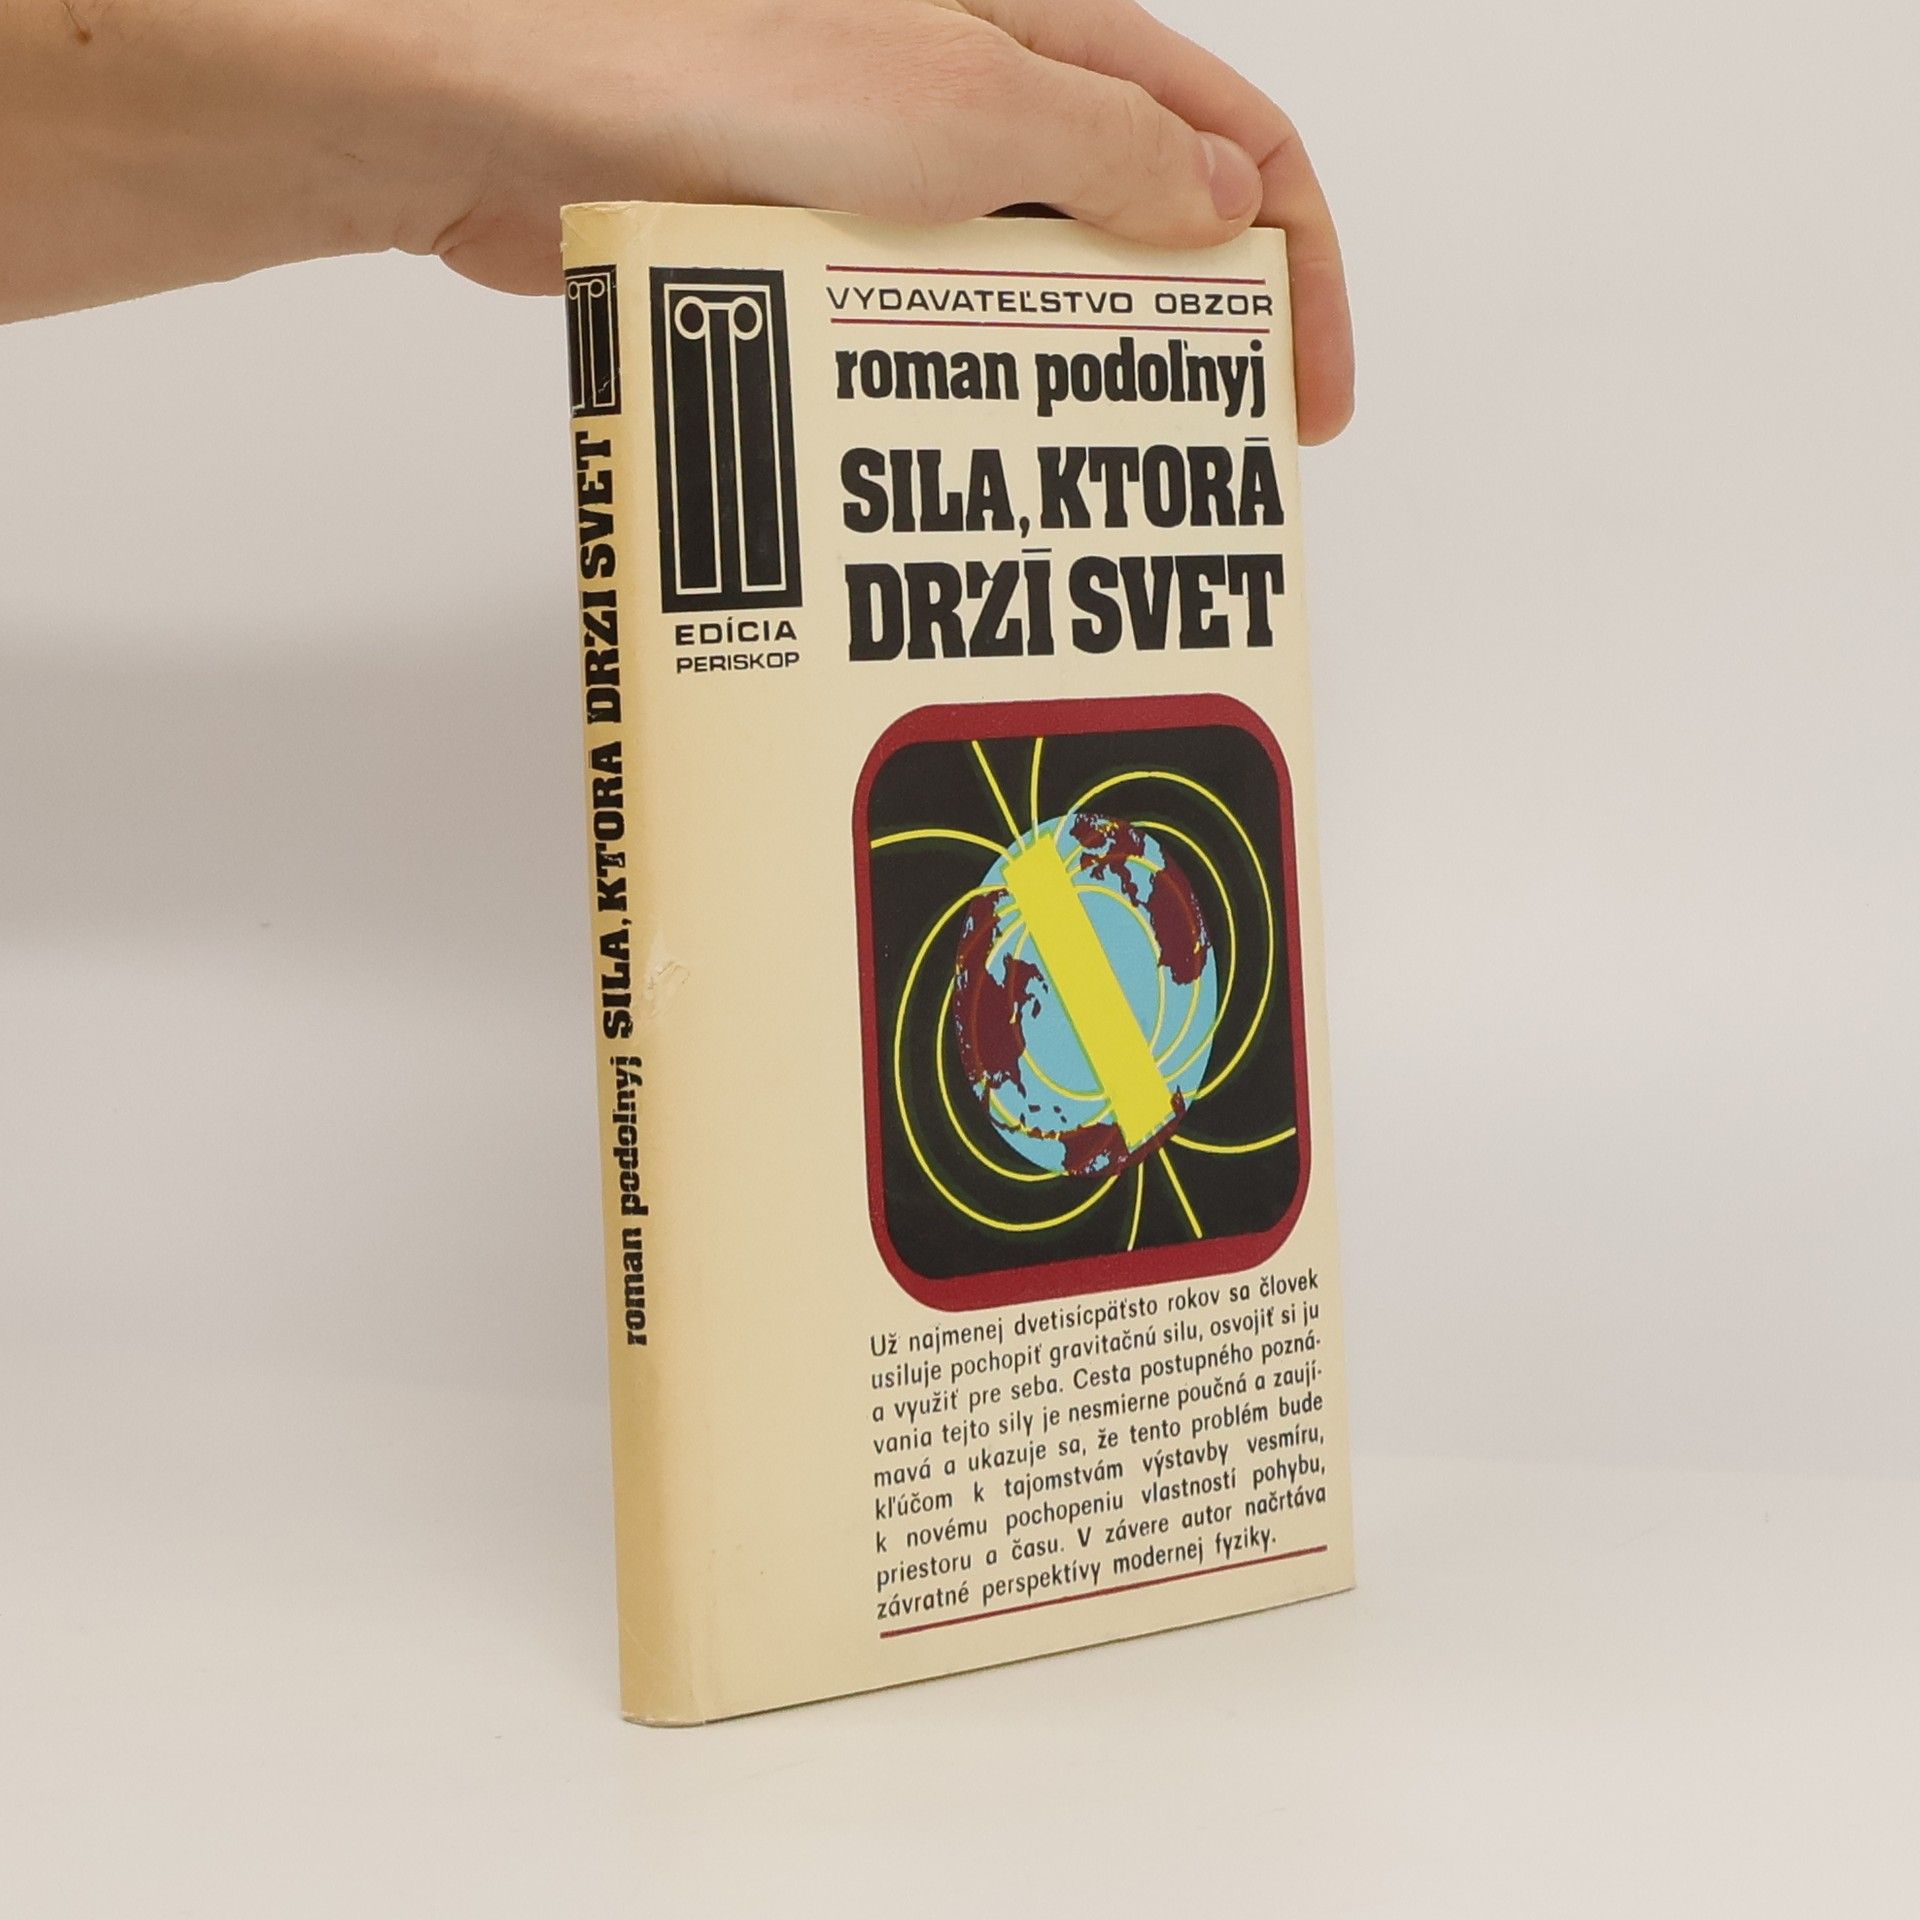 VYDAVATEĽSTVO OBZOR
roman podoľnyj
SILA, KTORÁ
DRŽÍ SVET
EDÍCIA
PERISKOP
Už najmenej dvetisícpäťsto rokov sa človek
usiluje pochopiť gravitačnú silu, osvojiť si ju
a využiť pre seba. Cesta postupného pozná-
vania tejto sily je nesmierne poučná a zaují-
mavá a ukazuje sa, že tento problém bude
kľúčom k tajomstvám výstavby vesmíru,
k novému pochopeniu vlastností pohybu,
priestoru a času. V závere autor načrtáva
závratné perspektívy modernej fyziky.
roman podoľnyj SILA, KTORÁ DRŽÍ SVET